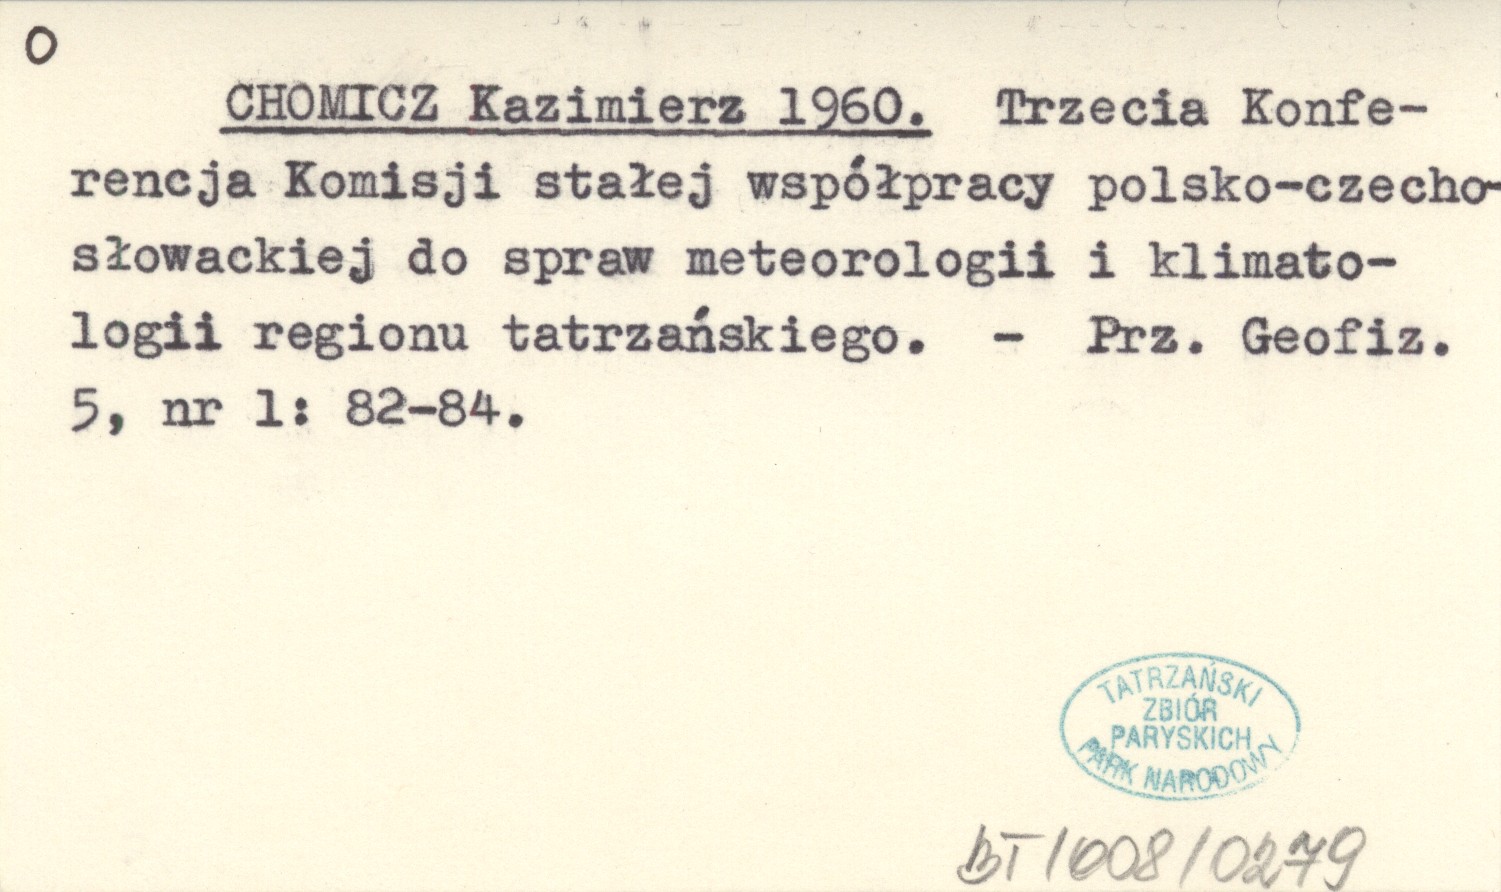 O
CHOMICZ Kazimierz 1960. Trzecia Konfe-
rencja Komisji stałej współpracy polsko-czecho-
słowackiej do spraw meteorologii i klimato-
logii regionu tatrzańskiego. - Prz. Geofiz.
5, nr 1: 82-84.
TATRZAŃSKI
ZBIÓR
PARYSKICH
PARK NARODOWY
BT/008/0279